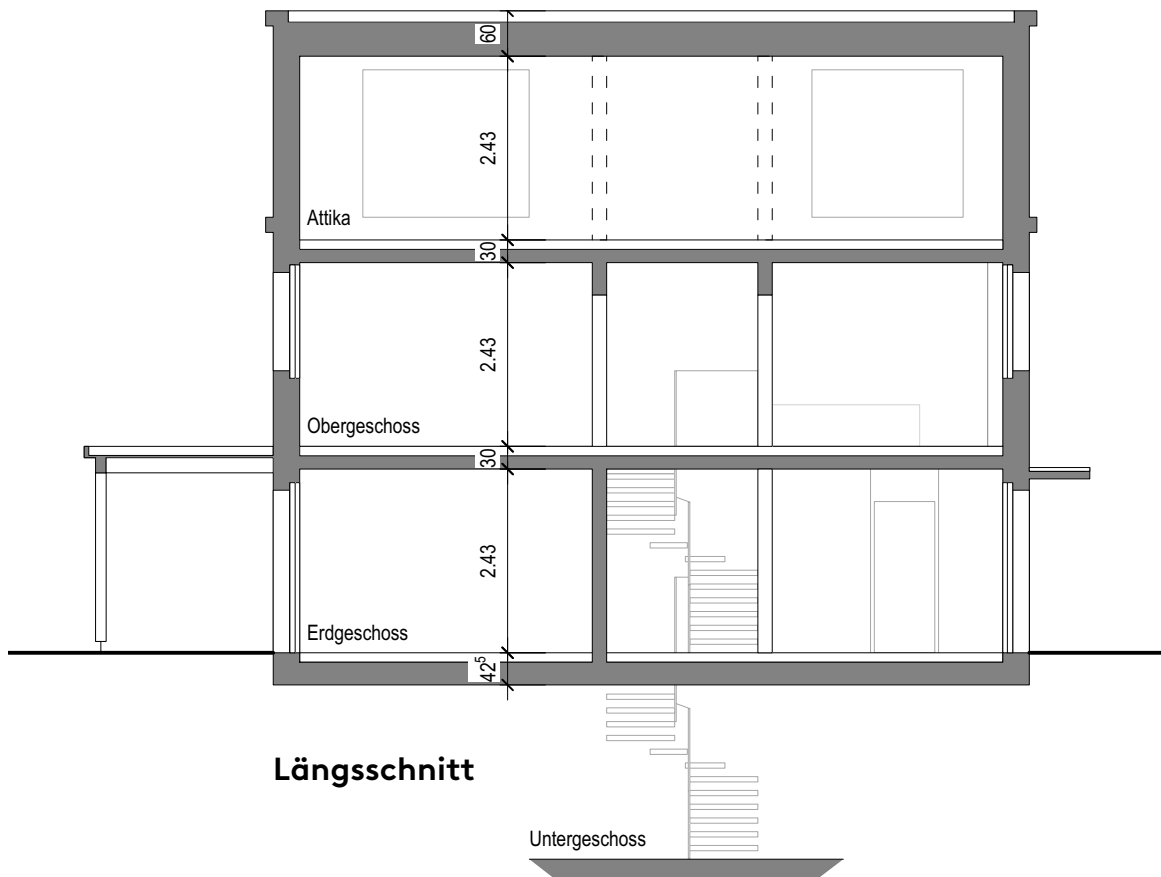 60
2.43
Attika
30
2.43
Obergeschoss
30
2.43
Erdgeschoss
42⁵
Längsschnitt
Untergeschoss